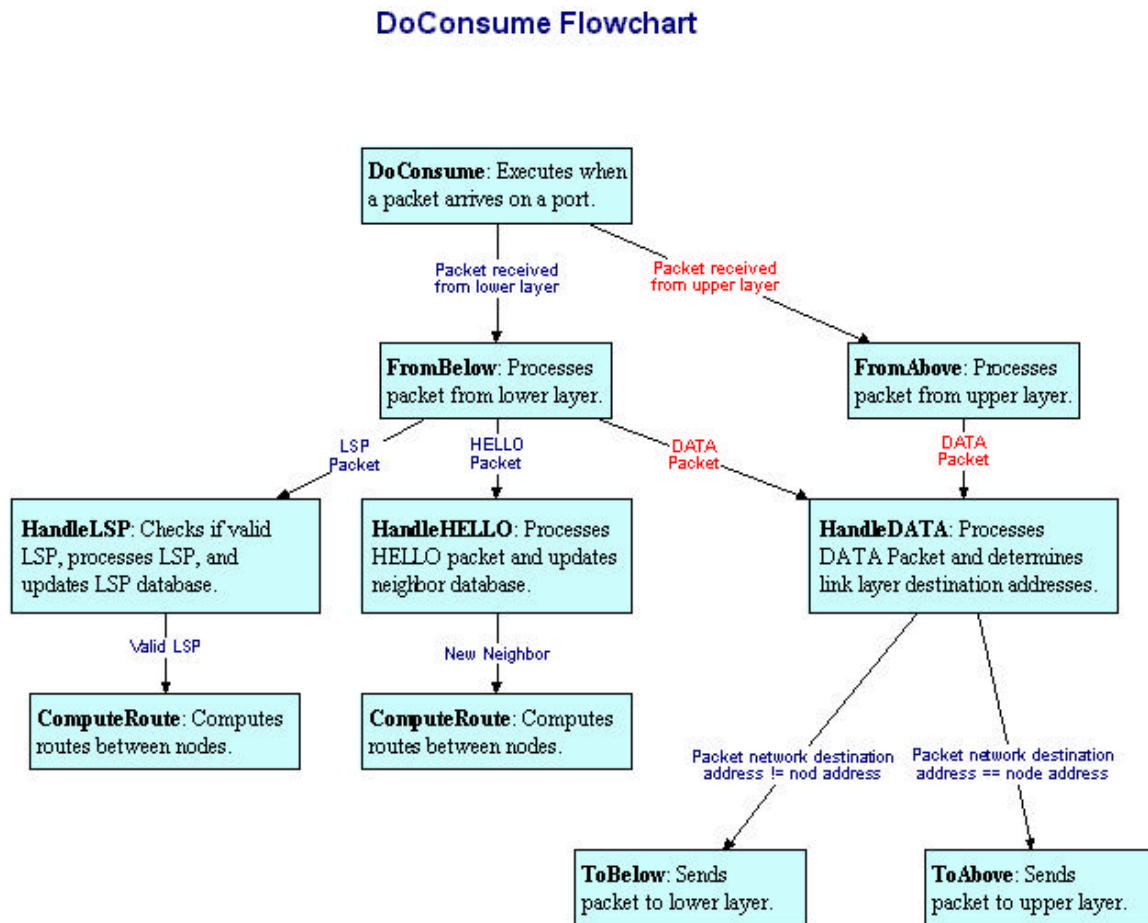 DoConsume Flowchart
DoConsume: Executes when
a packet arrives on a port.
Packet received
from lower layer
Packet received
from upper layer
FromBelow: Processes
packet from lower layer.
FromAbove: Processes
packet from upper layer.
LSP
Packet
HELLO
Packet
DATA
Packet
DATA
Packet
HandleLSP: Checks if valid
LSP, processes LSP, and
updates LSP database.
HandleHELLO: Processes
HELLO packet and updates
neighbor database.
HandleDATA: Processes
DATA Packet and determines
link layer destination addresses.
Valid LSP
New Neighbor
ComputeRoute: Computes
routes between nodes.
ComputeRoute: Computes
routes between nodes.
Packet network destination
address != nod address
Packet network destination
address == node address
ToBelow: Sends
packet to lower layer.
ToAbove: Sends
packet to upper layer.